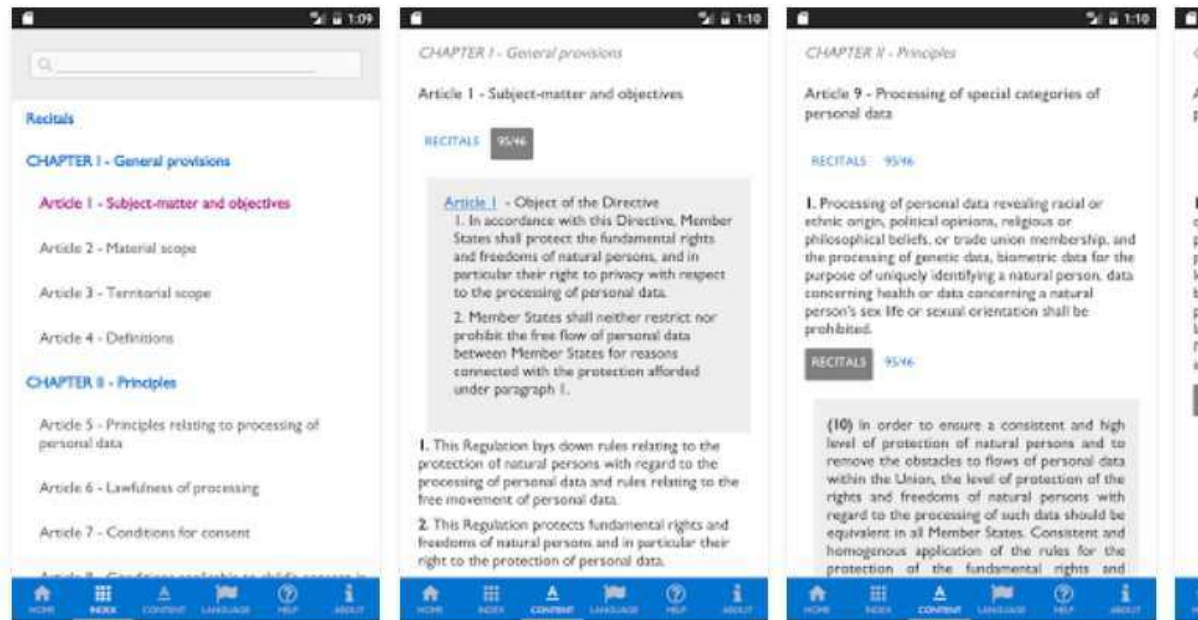 1:09
Recitals
CHAPTER I - General provisions
Article 1 - Subject-matter and objectives
Article 2 - Material scope
Article 3 - Territorial scope
Article 4 - Definitions
CHAPTER II - Principles
Article 5 - Principles relating to processing of
personal data
Article 6 - Lawfulness of processing
Article 7 - Conditions for consent
Article 8 - Conditions applicable to child's consent in
HOME INDEX CONTENT LANGUAGE HELP ABOUT
1:10
CHAPTER I - General provisions
Article 1 - Subject-matter and objectives
RECITALS 95/46
Article 1 - Object of the Directive
1. In accordance with this Directive, Member
States shall protect the fundamental rights
and freedoms of natural persons, and in
particular their right to privacy with respect
to the processing of personal data.
2. Member States shall neither restrict nor
prohibit the free flow of personal data
between Member States for reasons
connected with the protection afforded
under paragraph 1.
1. This Regulation lays down rules relating to the
protection of natural persons with regard to the
processing of personal data and rules relating to the
free movement of personal data.
2. This Regulation protects fundamental rights and
freedoms of natural persons and in particular their
right to the protection of personal data.
HOME INDEX CONTENT LANGUAGE HELP ABOUT
1:10
CHAPTER II - Principles
Article 9 - Processing of special categories of
personal data
RECITALS 95/46
1. Processing of personal data revealing racial or
ethnic origin, political opinions, religious or
philosophical beliefs, or trade union membership, and
the processing of genetic data, biometric data for the
purpose of uniquely identifying a natural person, data
concerning health or data concerning a natural
person's sex life or sexual orientation shall be
prohibited.
RECITALS 95/46
(10) In order to ensure a consistent and high
level of protection of natural persons and to
remove the obstacles to flows of personal data
within the Union, the level of protection of the
rights and freedoms of natural persons with
regard to the processing of such data should be
equivalent in all Member States. Consistent and
homogenous application of the rules for the
protection of the fundamental rights and
HOME INDEX CONTENT LANGUAGE HELP ABOUT